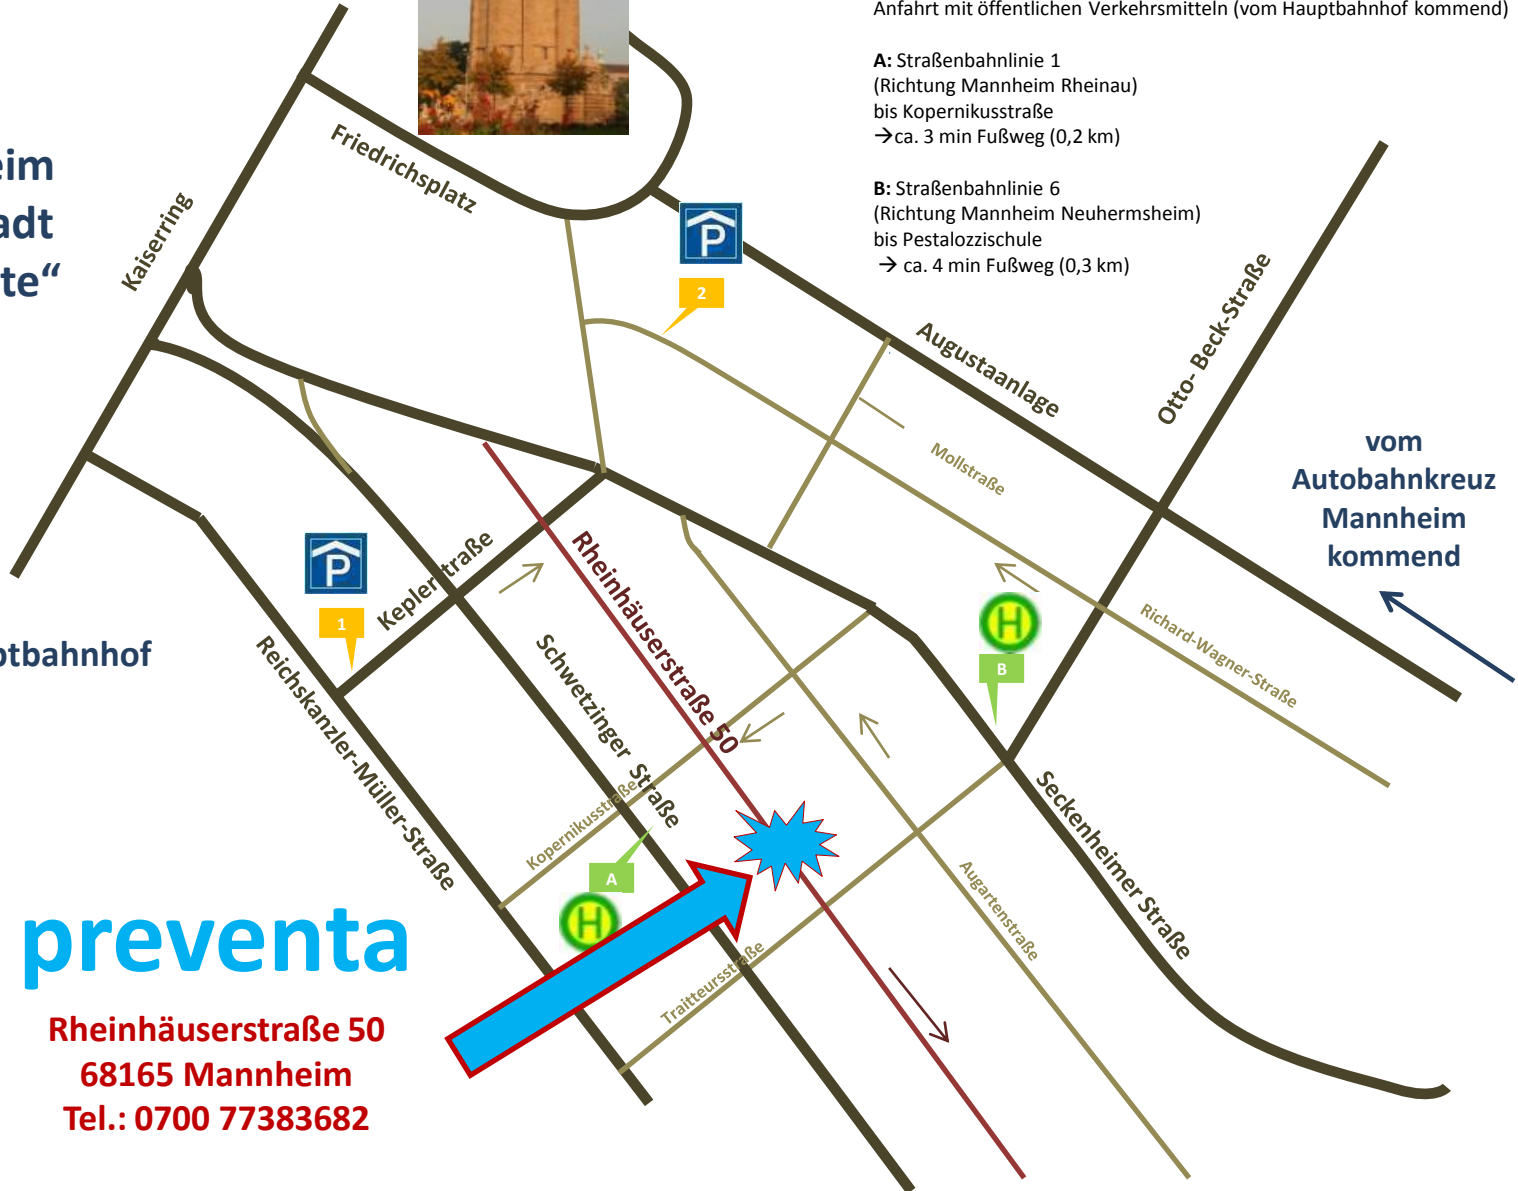 Anfahrt mit öffentlichen Verkehrsmitteln (vom Hauptbahnhof kommend)
A: Straßenbahnlinie 1
(Richtung Mannheim Rheinau)
bis Kopernikusstraße
→ca. 3 min Fußweg (0,2 km)
B: Straßenbahnlinie 6
(Richtung Mannheim Neuhermsheim)
bis Pestalozzischule
→ ca. 4 min Fußweg (0,3 km)
eim
adt
te“
Kaiserring
Friedrichsplatz
P
2
Augustaanlage
Otto- Beck-Straße
Mollstraße
vom
Autobahnkreuz
Mannheim
kommend
P
1
Keplerstraße
Rheinhäuserstraße 50
H
B
Richard-Wagner-Straße
ptbahnhof
Reichskanzler-Müller-Straße
Schwetzinger Straße
Kopernikusstraße
A
H
Seckenheimer Straße
Augartenstraße
Traitteursstraße
preventa
Rheinhäuserstraße 50
68165 Mannheim
Tel.: 0700 77383682